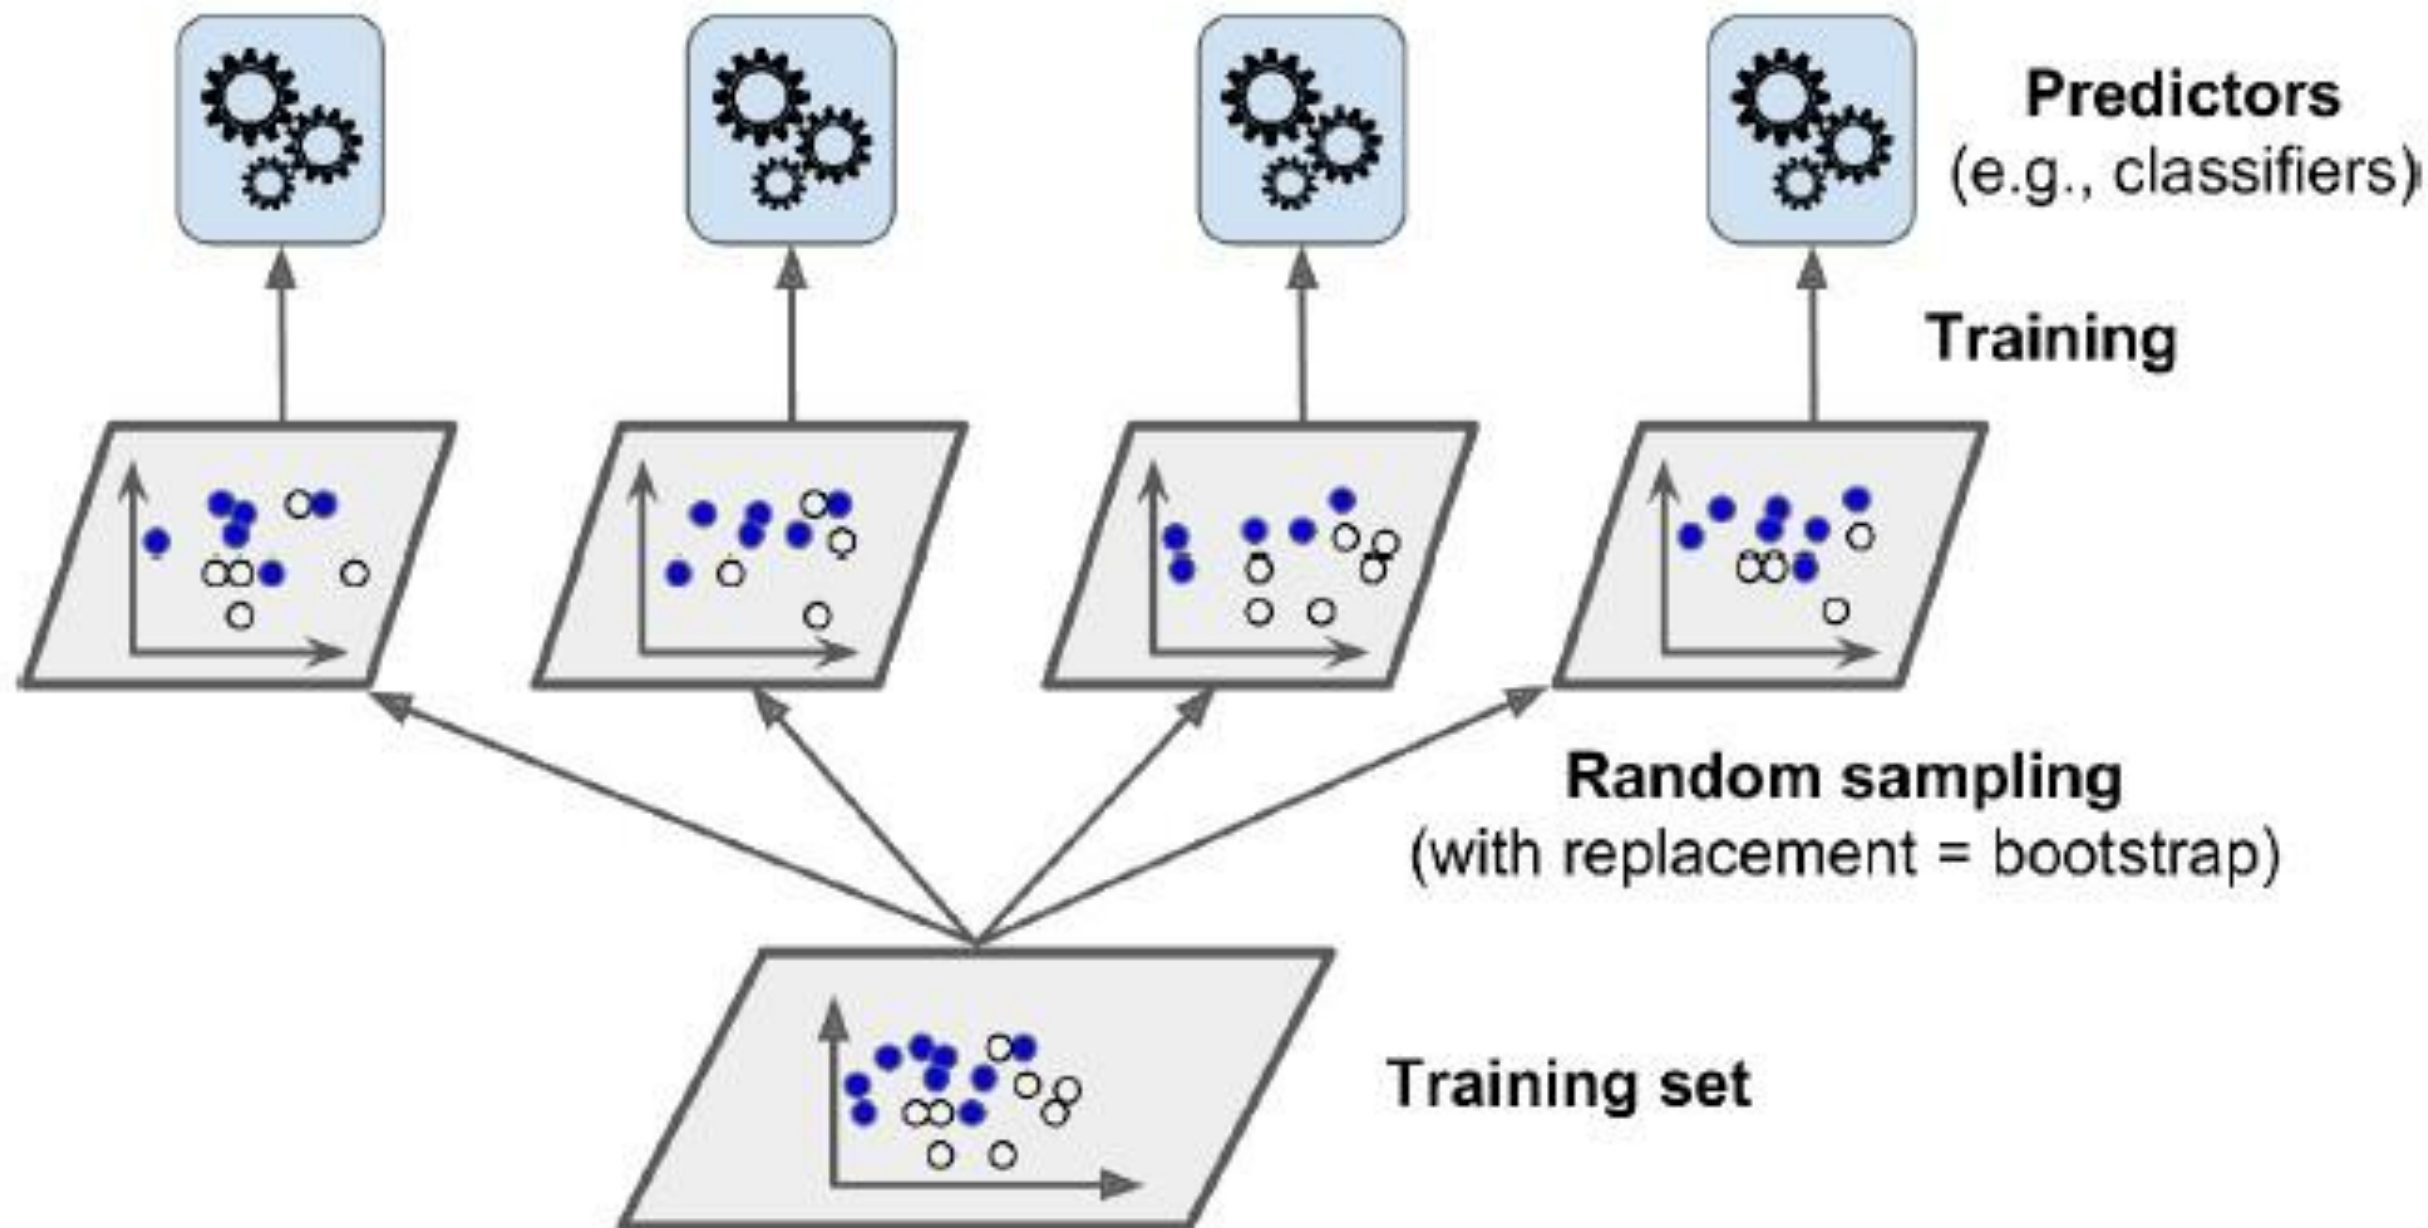 Predictors
(e.g., classifiers)
Training
Random sampling
(with replacement = bootstrap)
Training set